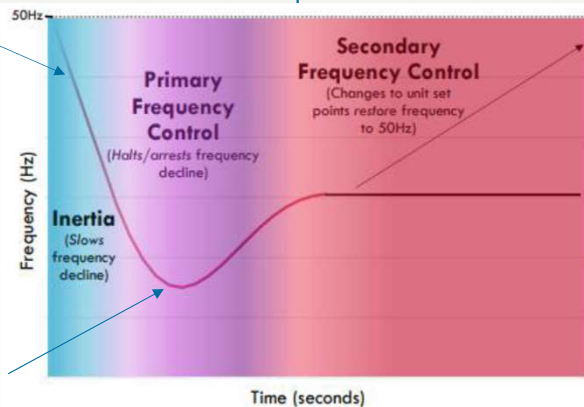 50Hz
Secondary
Frequency Control
(Changes to unit set
points restore frequency
to 50Hz)
Primary
Frequency
Control
(Halts/arrests frequency
decline)
Inertia
(Slows
frequency
decline)
Frequency (Hz)
Time (seconds)